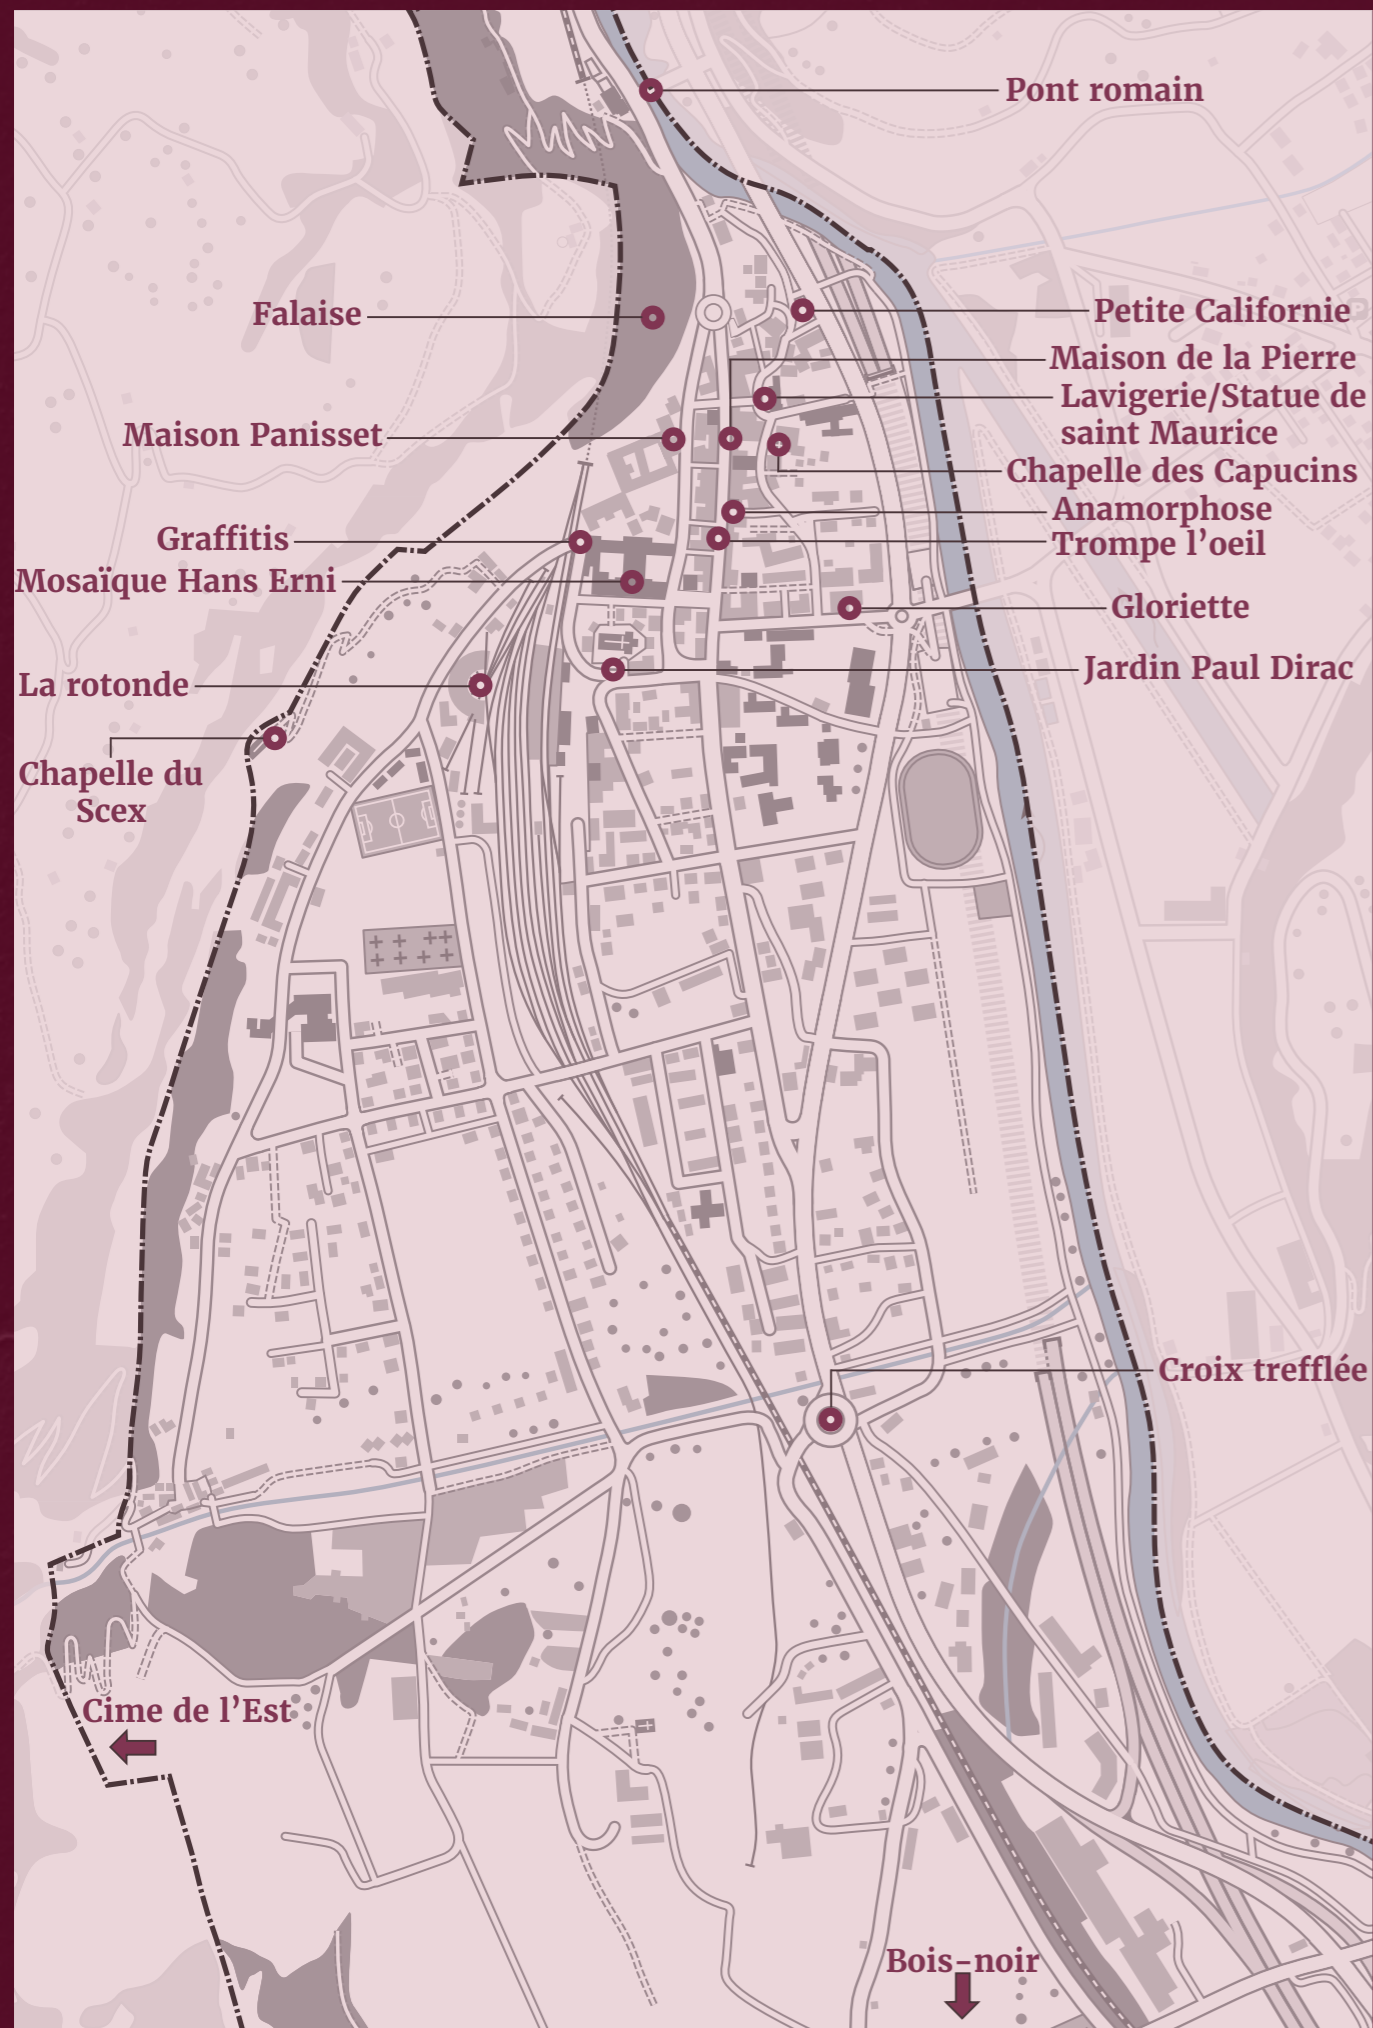 Pont romain
Falaise
Petite Californie
Maison de la Pierre
Lavigerie/Statue de
saint Maurice
Maison Panisset
Chapelle des Capucins
Anamorphose
Graffitis
Trompe l’oeil
Mosaïque Hans Erni
Gloriette
Jardin Paul Dirac
La rotonde
Chapelle du
Scex
Croix trefflée
Cime de l’Est
Bois-noir